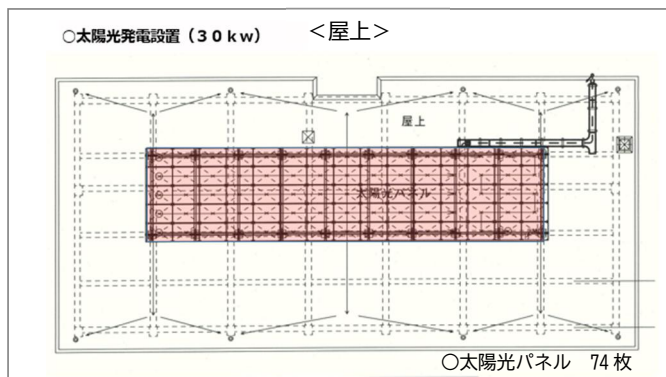 ○太陽光発電設置（３０ｋｗ）
＜屋上＞
屋上
太陽光パネル
○太陽光パネル　74 枚